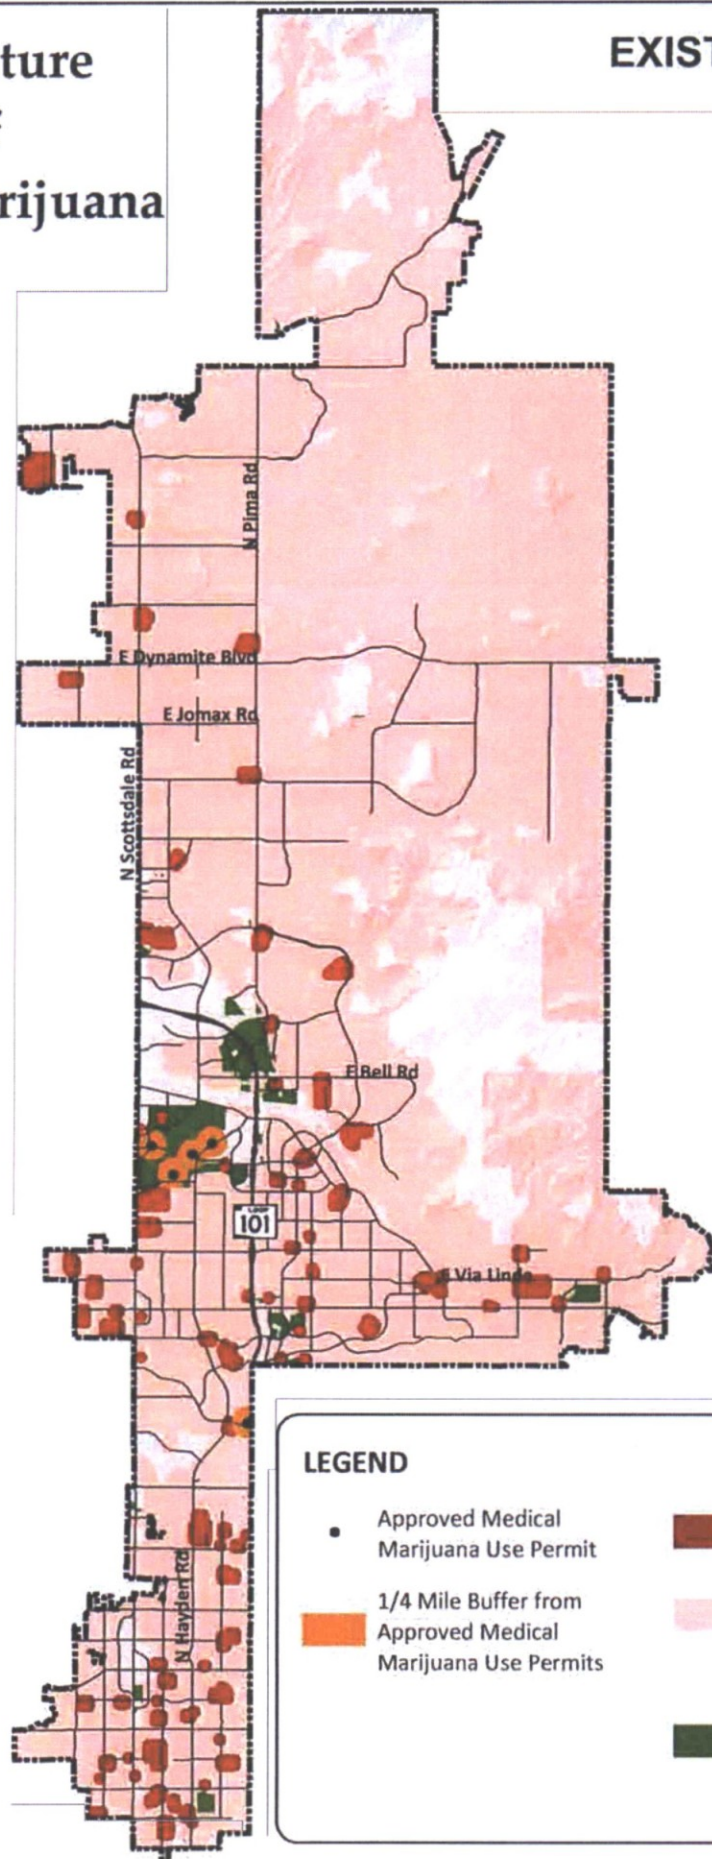 ture
rijuana
EXIST
N Pima Rd
E Dynamite Blvd
E Jomax Rd
N Scottsdale Rd
E Bell Rd
LOOP
101
E Via Linda
N Hayden Rd
LEGEND
Approved Medical
Marijuana Use Permit
1/4 Mile Buffer from
Approved Medical
Marijuana Use Permits